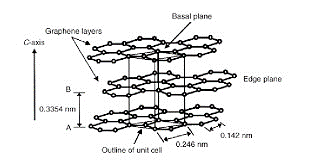 Basal plane
Graphene layers
C-axis
Edge plane
B
0.3354 nm
A
0.142 nm
0.246 nm
Outline of unit cell